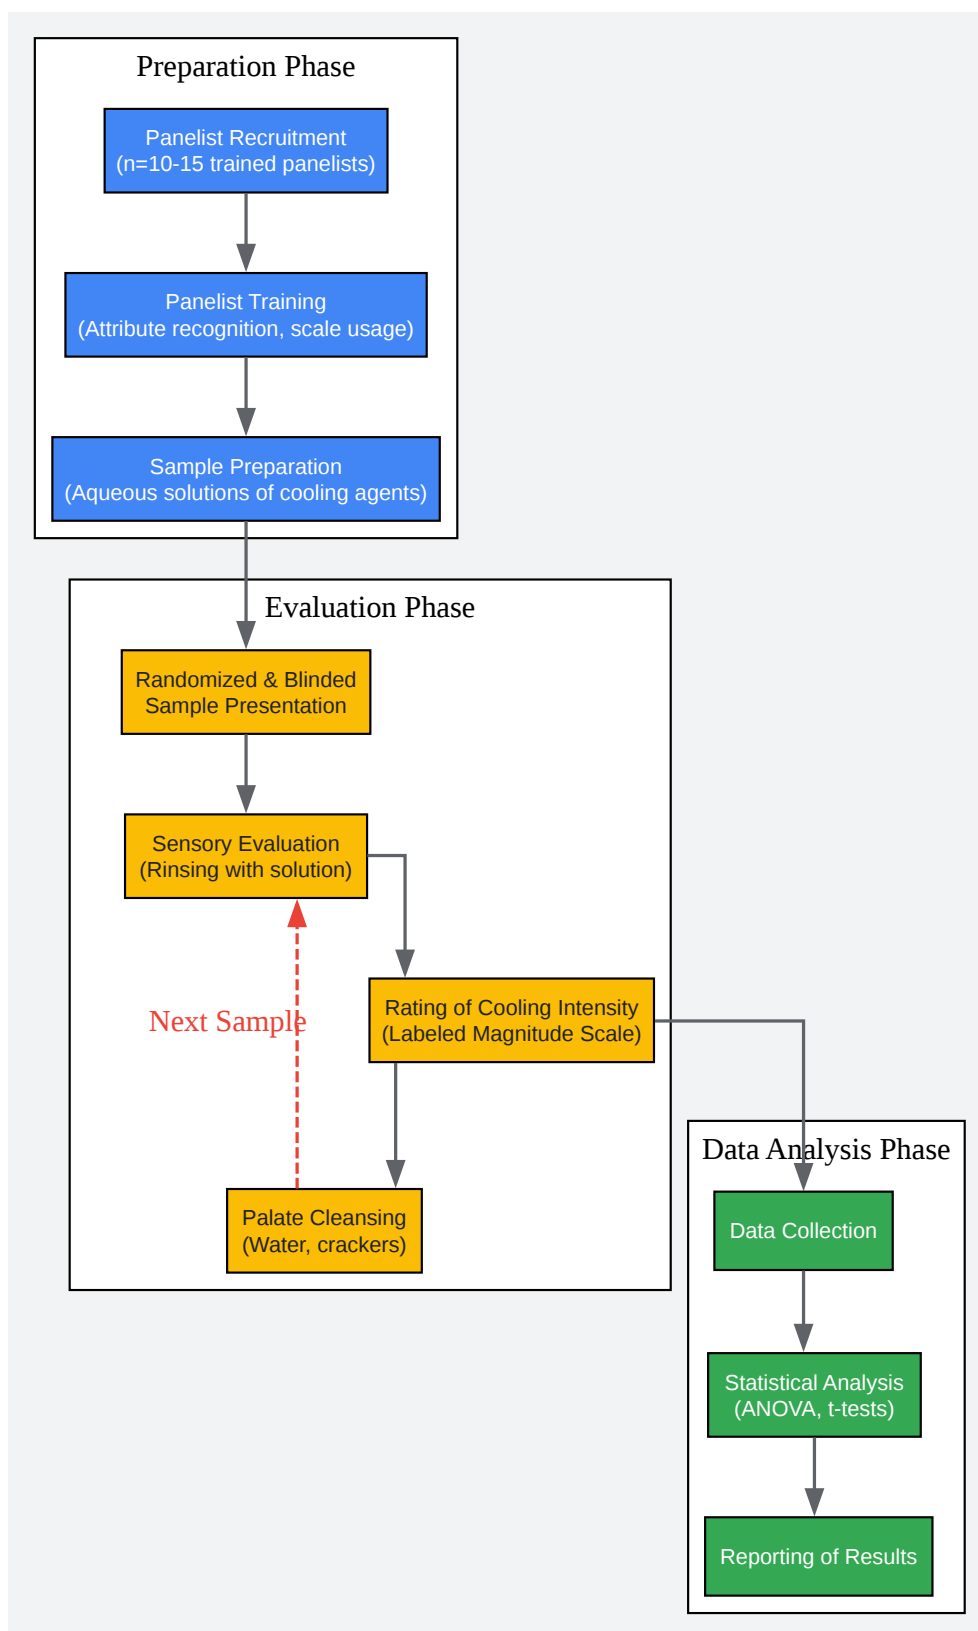 Preparation Phase
Panelist Recruitment
(n=10-15 trained panelists)
Panelist Training
(Attribute recognition, scale usage)
Sample Preparation
(Aqueous solutions of cooling agents)
Evaluation Phase
Randomized & Blinded
Sample Presentation
Sensory Evaluation
(Rinsing with solution)
Next Sample
Rating of Cooling Intensity
(Labeled Magnitude Scale)
Palate Cleansing
(Water, crackers)
Data Analysis Phase
Data Collection
Statistical Analysis
(ANOVA, t-tests)
Reporting of Results